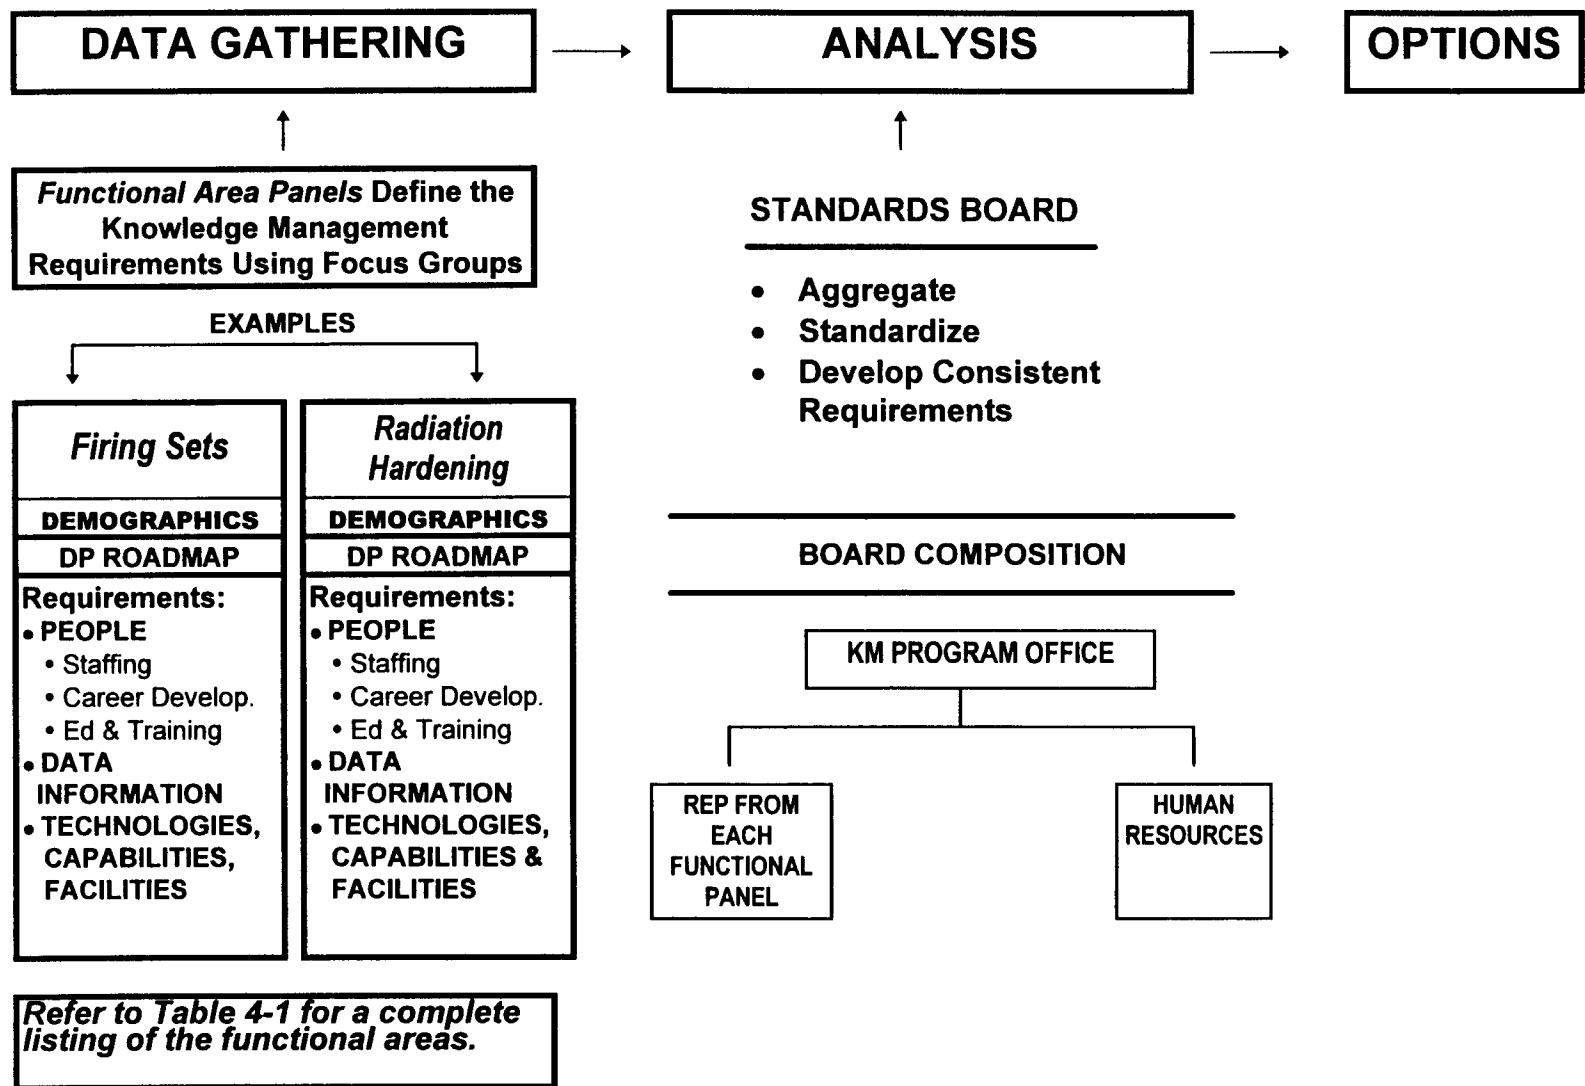 DATA GATHERING
ANALYSIS
OPTIONS
Functional Area Panels Define the
Knowledge Management
Requirements Using Focus Groups
EXAMPLES
Firing Sets
DEMOGRAPHICS
DP ROADMAP
Requirements:
• PEOPLE
• Staffing
• Career Develop.
• Ed & Training
• DATA
INFORMATION
• TECHNOLOGIES,
CAPABILITIES,
FACILITIES
Radiation
Hardening
DEMOGRAPHICS
DP ROADMAP
Requirements:
• PEOPLE
• Staffing
• Career Develop.
• Ed & Training
• DATA
INFORMATION
• TECHNOLOGIES,
CAPABILITIES &
FACILITIES
Refer to Table 4-1 for a complete
listing of the functional areas.
STANDARDS BOARD
• Aggregate
• Standardize
• Develop Consistent
Requirements
BOARD COMPOSITION
KM PROGRAM OFFICE
REP FROM
EACH
FUNCTIONAL
PANEL
HUMAN
RESOURCES